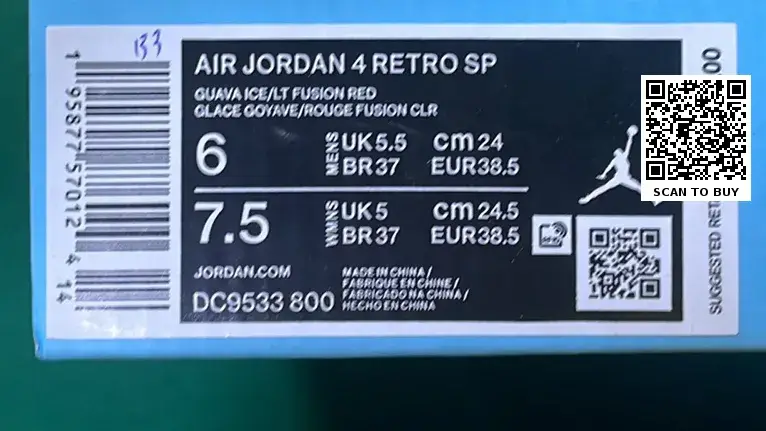 133
AIR JORDAN 4 RETRO SP
GUAVA ICE/LT FUSION RED
GLACE GOYAVE/ROUGE FUSION CLR
6
MENS
UK 5.5
BR 37
cm 24
EUR 38.5
7.5
WMNS
UK 5
BR 37
cm 24.5
EUR 38.5
JORDAN.COM
DC9533 800
MADE IN CHINA /
FABRIQUE EN CHINE /
FABRICADO NA CHINA /
HECHO EN CHINA
1 95877 57012 4 14
SCAN TO BUY
SUGGESTED